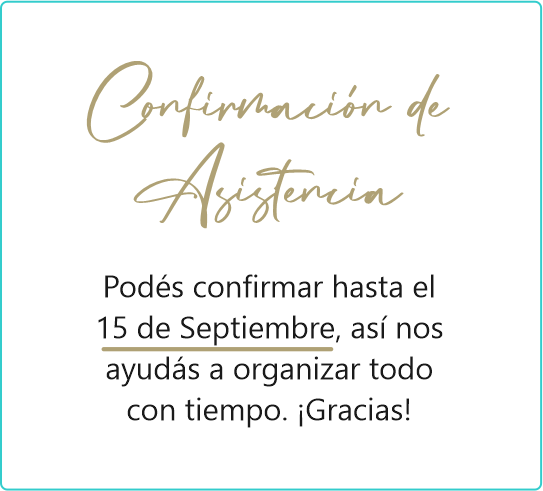 Confirmación de
Asistencia
Podés confirmar hasta el
15 de Septiembre, así nos
ayudás a organizar todo
con tiempo. ¡Gracias!